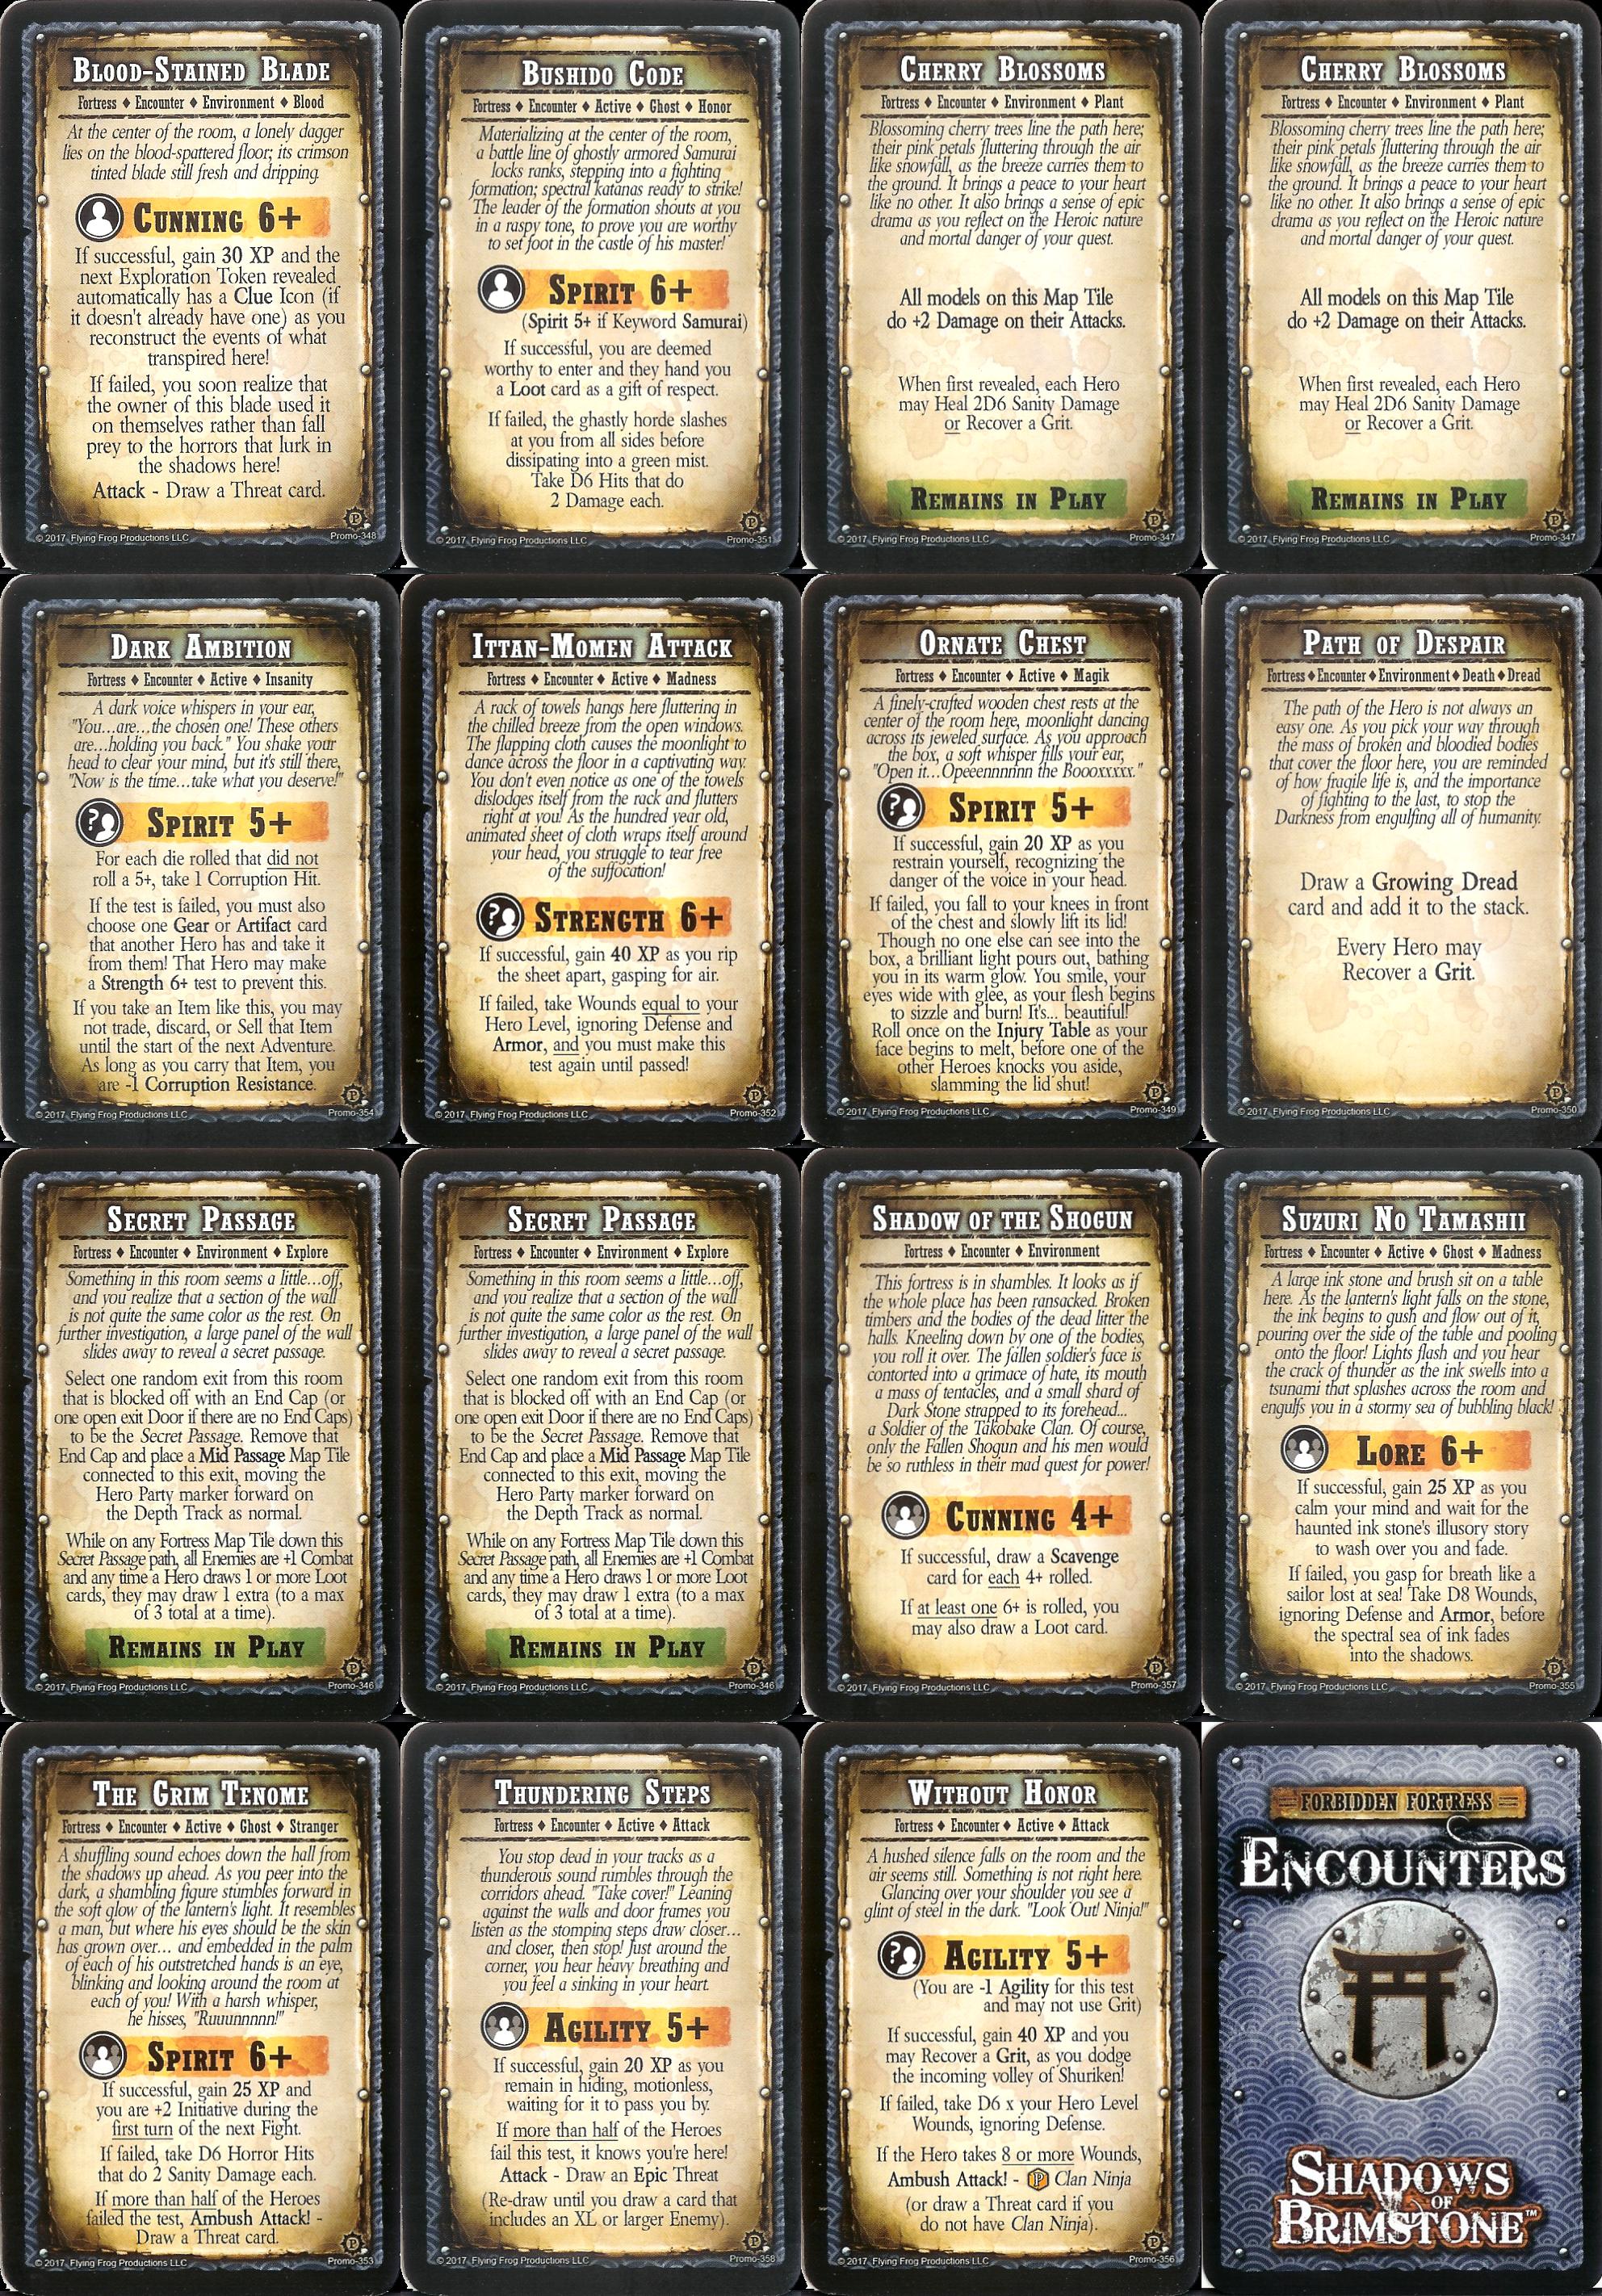 BLOOD-STAINED BLADE
Fortress ♦ Encounter ♦ Environment ♦ Blood
At the center of the room, a lonely dagger
lies on the blood-spattered floor; its crimson
tinted blade still fresh and dripping.
CUNNING 6+
If successful, gain 30 XP and the
next Exploration Token revealed
automatically has a Clue Icon (if
it doesn't already have one) as you
reconstruct the events of what
transpired here!
If failed, you soon realize that
the owner of this blade used it
on themselves rather than fall
prey to the horrors that lurk in
the shadows here!
Attack - Draw a Threat card.
P
© 2017 Flying Frog Productions LLC
Promo-348
BUSHIDO CODE
Fortress ♦ Encounter ♦ Active ♦ Ghost ♦ Honor
Materializing at the center of the room,
a battle line of ghostly armored Samurai
locks ranks, stepping into a fighting
formation; spectral katanas ready to strike!
The leader of the formation shouts at you
in a raspy tone, to prove you are worthy
to set foot in the castle of his master!
SPIRIT 6+
(Spirit 5+ if Keyword Samurai)
If successful, you are deemed
worthy to enter and they hand you
a Loot card as a gift of respect.
If failed, the ghastly horde slashes
at you from all sides before
dissipating into a green mist.
Take D6 Hits that do
2 Damage each.
P
© 2017 Flying Frog Productions LLC
Promo-351
CHERRY BLOSSOMS
Fortress ♦ Encounter ♦ Environment ♦ Plant
Blossoming cherry trees line the path here;
their pink petals fluttering through the air
like snowfall, as the breeze carries them to
the ground. It brings a peace to your heart
like no other. It also brings a sense of epic
drama as you reflect on the Heroic nature
and mortal danger of your quest.
All models on this Map Tile
do +2 Damage on their Attacks.
When first revealed, each Hero
may Heal 2D6 Sanity Damage
or Recover a Grit.
REMAINS IN PLAY
P
© 2017 Flying Frog Productions LLC
Promo-347
CHERRY BLOSSOMS
Fortress ♦ Encounter ♦ Environment ♦ Plant
Blossoming cherry trees line the path here;
their pink petals fluttering through the air
like snowfall, as the breeze carries them to
the ground. It brings a peace to your heart
like no other. It also brings a sense of epic
drama as you reflect on the Heroic nature
and mortal danger of your quest.
All models on this Map Tile
do +2 Damage on their Attacks.
When first revealed, each Hero
may Heal 2D6 Sanity Damage
or Recover a Grit.
REMAINS IN PLAY
P
© 2017 Flying Frog Productions LLC
Promo-347
DARK AMBITION
Fortress ♦ Encounter ♦ Active ♦ Insanity
A dark voice whispers in your ear,
"You...are...the chosen one! These others
are...holding you back." You shake your
head to clear your mind, but it's still there,
"Now is the time...take what you deserve!"
?
SPIRIT 5+
For each die rolled that did not
roll a 5+, take 1 Corruption Hit.
If the test is failed, you must also
choose one Gear or Artifact card
that another Hero has and take it
from them! That Hero may make
a Strength 6+ test to prevent this.
If you take an Item like this, you may
not trade, discard, or Sell that Item
until the start of the next Adventure.
As long as you carry that Item, you
are -1 Corruption Resistance.
P
© 2017 Flying Frog Productions LLC
Promo-354
ITTAN-MOMEN ATTACK
Fortress ♦ Encounter ♦ Active ♦ Madness
A rack of towels hangs here fluttering in
the chilled breeze from the open windows.
The flapping cloth causes the moonlight to
dance across the floor in a captivating way.
You don't even notice as one of the towels
dislodges itself from the rack and flutters
right at you! As the hundred year old,
animated sheet of cloth wraps itself around
your head, you struggle to tear free
of the suffocation!
?
STRENGTH 6+
If successful, gain 40 XP as you rip
the sheet apart, gasping for air.
If failed, take Wounds equal to your
Hero Level, ignoring Defense and
Armor, and you must make this
test again until passed!
P
© 2017 Flying Frog Productions LLC
Promo-352
ORNATE CHEST
Fortress ♦ Encounter ♦ Active ♦ Magik
A finely-crafted wooden chest rests at the
center of the room here, moonlight dancing
across its jeweled surface. As you approach
the box, a soft whisper fills your ear,
"Open it...Opeeennnnnn the Boooxxxxx."
?
SPIRIT 5+
If successful, gain 20 XP as you
restrain yourself, recognizing the
danger of the voice in your head.
If failed, you fall to your knees in front
of the chest and slowly lift its lid!
Though no one else can see into the
box, a brilliant light pours out, bathing
you in its warm glow. You smile, your
eyes wide with glee, as your flesh begins
to sizzle and burn! It's... beautiful!
Roll once on the Injury Table as your
face begins to melt, before one of the
other Heroes knocks you aside,
slamming the lid shut!
P
© 2017 Flying Frog Productions LLC
Promo-349
PATH OF DESPAIR
Fortress ♦ Encounter ♦ Environment ♦ Death ♦ Dread
The path of the Hero is not always an
easy one. As you pick your way through
the mass of broken and bloodied bodies
that cover the floor here, you are reminded
of how fragile life is, and the importance
of fighting to the last, to stop the
Darkness from engulfing all of humanity.
Draw a Growing Dread
card and add it to the stack.
Every Hero may
Recover a Grit.
P
© 2017 Flying Frog Productions LLC
Promo-350
SECRET PASSAGE
Fortress ♦ Encounter ♦ Environment ♦ Explore
Something in this room seems a little...off,
and you realize that a section of the wall
is not quite the same color as the rest. On
further investigation, a large panel of the wall
slides away to reveal a secret passage.
Select one random exit from this room
that is blocked off with an End Cap (or
one open exit Door if there are no End Caps)
to be the Secret Passage. Remove that
End Cap and place a Mid Passage Map Tile
connected to this exit, moving the
Hero Party marker forward on
the Depth Track as normal.
While on any Fortress Map Tile down this
Secret Passage path, all Enemies are +1 Combat
and any time a Hero draws 1 or more Loot
cards, they may draw 1 extra (to a max
of 3 total at a time).
REMAINS IN PLAY
P
© 2017 Flying Frog Productions LLC
Promo-346
SECRET PASSAGE
Fortress ♦ Encounter ♦ Environment ♦ Explore
Something in this room seems a little...off,
and you realize that a section of the wall
is not quite the same color as the rest. On
further investigation, a large panel of the wall
slides away to reveal a secret passage.
Select one random exit from this room
that is blocked off with an End Cap (or
one open exit Door if there are no End Caps)
to be the Secret Passage. Remove that
End Cap and place a Mid Passage Map Tile
connected to this exit, moving the
Hero Party marker forward on
the Depth Track as normal.
While on any Fortress Map Tile down this
Secret Passage path, all Enemies are +1 Combat
and any time a Hero draws 1 or more Loot
cards, they may draw 1 extra (to a max
of 3 total at a time).
REMAINS IN PLAY
P
© 2017 Flying Frog Productions LLC
Promo-346
SHADOW OF THE SHOGUN
Fortress ♦ Encounter ♦ Environment
This fortress is in shambles. It looks as if
the whole place has been ransacked. Broken
timbers and the bodies of the dead litter the
halls. Kneeling down by one of the bodies,
you roll it over. The fallen soldier's face is
contorted into a grimace of hate, its mouth
a mass of tentacles, and a small shard of
Dark Stone strapped to its forehead...
a Soldier of the Takobake Clan. Of course,
only the Fallen Shogun and his men would
be so ruthless in their mad quest for power!
CUNNING 4+
If successful, draw a Scavenge
card for each 4+ rolled.
If at least one 6+ is rolled, you
may also draw a Loot card.
P
© 2017 Flying Frog Productions LLC
Promo-357
SUZURI NO TAMASHII
Fortress ♦ Encounter ♦ Active ♦ Ghost ♦ Madness
A large ink stone and brush sit on a table
here. As the lantern's light falls on the stone,
the ink begins to gush and flow out of it,
pouring over the side of the table and pooling
onto the floor! Lights flash and you hear
the crack of thunder as the ink swells into a
tsunami that splashes across the room and
engulfs you in a stormy sea of bubbling black!
LORE 6+
If successful, gain 25 XP as you
calm your mind and wait for the
haunted ink stone's illusory story
to wash over you and fade.
If failed, you gasp for breath like a
sailor lost at sea! Take D8 Wounds,
ignoring Defense and Armor, before
the spectral sea of ink fades
into the shadows.
P
© 2017 Flying Frog Productions LLC
Promo-355
THE GRIM TENOME
Fortress ♦ Encounter ♦ Active ♦ Ghost ♦ Stranger
A shuffling sound echoes down the hall from
the shadows up ahead. As you peer into the
dark, a shambling figure stumbles forward in
the soft glow of the lantern's light. It resembles
a man, but where his eyes should be the skin
has grown over... and embedded in the palm
of each of his outstretched hands is an eye,
blinking and looking around the room at
each of you! With a harsh whisper,
he hisses, "Ruuunnnnn!"
SPIRIT 6+
If successful, gain 25 XP and
you are +2 Initiative during the
first turn of the next Fight.
If failed, take D6 Horror Hits
that do 2 Sanity Damage each.
If more than half of the Heroes
failed the test, Ambush Attack! -
Draw a Threat card.
P
© 2017 Flying Frog Productions LLC
Promo-353
THUNDERING STEPS
Fortress ♦ Encounter ♦ Active ♦ Attack
You stop dead in your tracks as a
thunderous sound rumbles through the
corridors ahead. "Take cover!" Leaning
against the walls and door frames you
listen as the stomping steps draw closer...
and closer, then stop! Just around the
corner, you hear heavy breathing and
you feel a sinking in your heart.
AGILITY 5+
If successful, gain 20 XP as you
remain in hiding, motionless,
waiting for it to pass you by.
If more than half of the Heroes
fail this test, it knows you're here!
Attack - Draw an Epic Threat
(Re-draw until you draw a card that
includes an XL or larger Enemy).
P
© 2017 Flying Frog Productions LLC
Promo-358
WITHOUT HONOR
Fortress ♦ Encounter ♦ Active ♦ Attack
A hushed silence falls on the room and the
air seems still. Something is not right here.
Glancing over your shoulder you see a
glint of steel in the dark. "Look Out! Ninja!"
?
AGILITY 5+
(You are -1 Agility for this test
and may not use Grit)
If successful, gain 40 XP and you
may Recover a Grit, as you dodge
the incoming volley of Shuriken!
If failed, take D6 x your Hero Level
Wounds, ignoring Defense.
If the Hero takes 8 or more Wounds,
Ambush Attack! - P Clan Ninja
(or draw a Threat card if you
do not have Clan Ninja).
P
© 2017 Flying Frog Productions LLC
Promo-356
FORBIDDEN FORTRESS
ENCOUNTERS
SHADOWS
OF
BRIMSTONE™